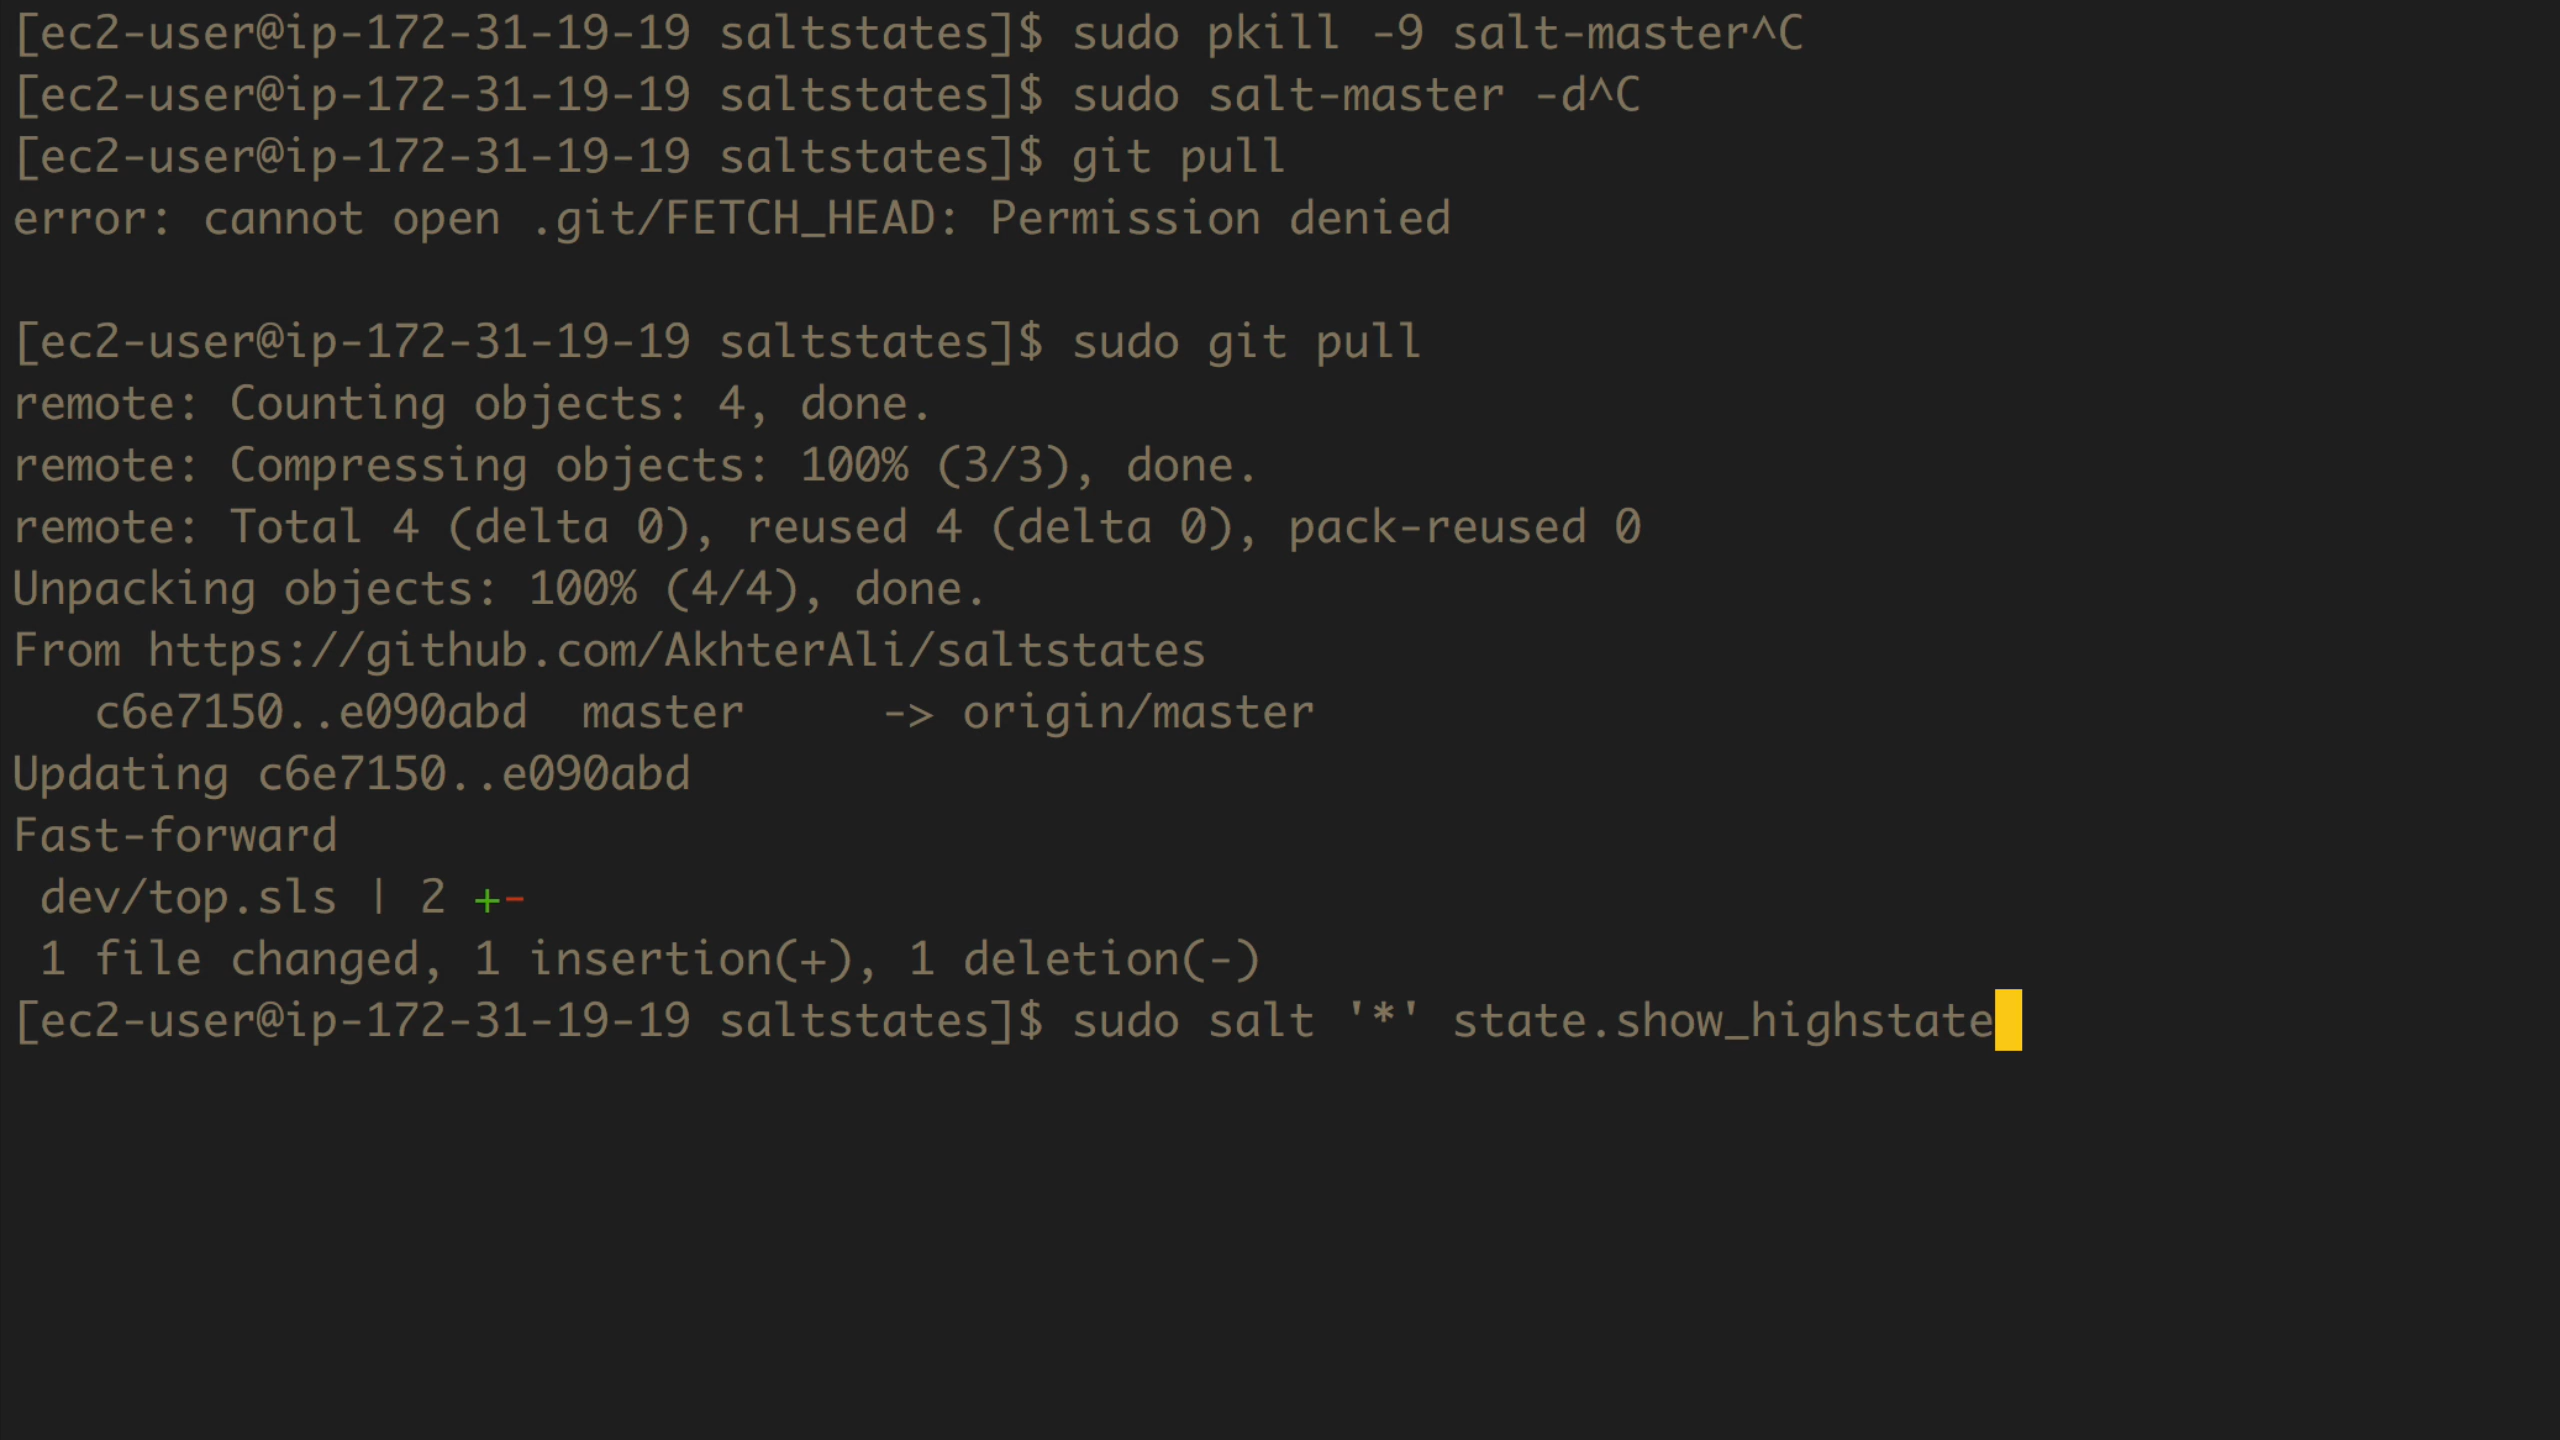 [ec2-user@ip-172-31-19-19 saltstates]$ sudo pkill -9 salt-master^C
[ec2-user@ip-172-31-19-19 saltstates]$ sudo salt-master -d^C
[ec2-user@ip-172-31-19-19 saltstates]$ git pull
error: cannot open .git/FETCH_HEAD: Permission denied
[ec2-user@ip-172-31-19-19 saltstates]$ sudo git pull
remote: Counting objects: 4, done.
remote: Compressing objects: 100% (3/3), done.
remote: Total 4 (delta 0), reused 4 (delta 0), pack-reused 0
Unpacking objects: 100% (4/4), done.
From https://github.com/AkhterAli/saltstates
   c6e7150..e090abd  master     -> origin/master
Updating c6e7150..e090abd
Fast-forward
 dev/top.sls | 2 +-
 1 file changed, 1 insertion(+), 1 deletion(-)
[ec2-user@ip-172-31-19-19 saltstates]$ sudo salt '*' state.show_highstate